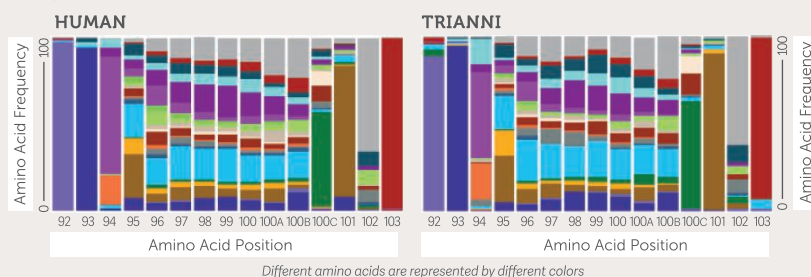 HUMAN
TRIANNI
Amino Acid Frequency
100
0
92 93 94 95 96 97 98 99 100 100A 100B 100C 101 102 103
Amino Acid Position
Amino Acid Frequency
100
0
92 93 94 95 96 97 98 99 100 100A 100B 100C 101 102 103
Amino Acid Position
Different amino acids are represented by different colors